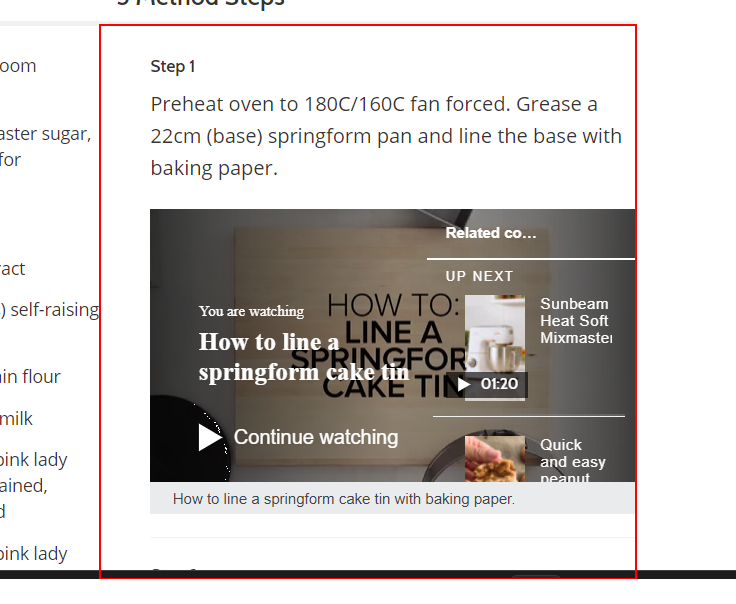 5 Method Steps
oom
aster sugar,
for
ract
) self-raising
in flour
milk
pink lady
ained,
d
pink lady
Step 1
Preheat oven to 180C/160C fan forced. Grease a
22cm (base) springform pan and line the base with
baking paper.
Related co...
UP NEXT
You are watching
How to line a
springform cake tin
HOW TO:
LINE A
SPRINGFOR
CAKE TIN
Continue watching
Sunbeam
Heat Soft
Mixmaster
01:20
Quick
and easy
peanut
How to line a springform cake tin with baking paper.